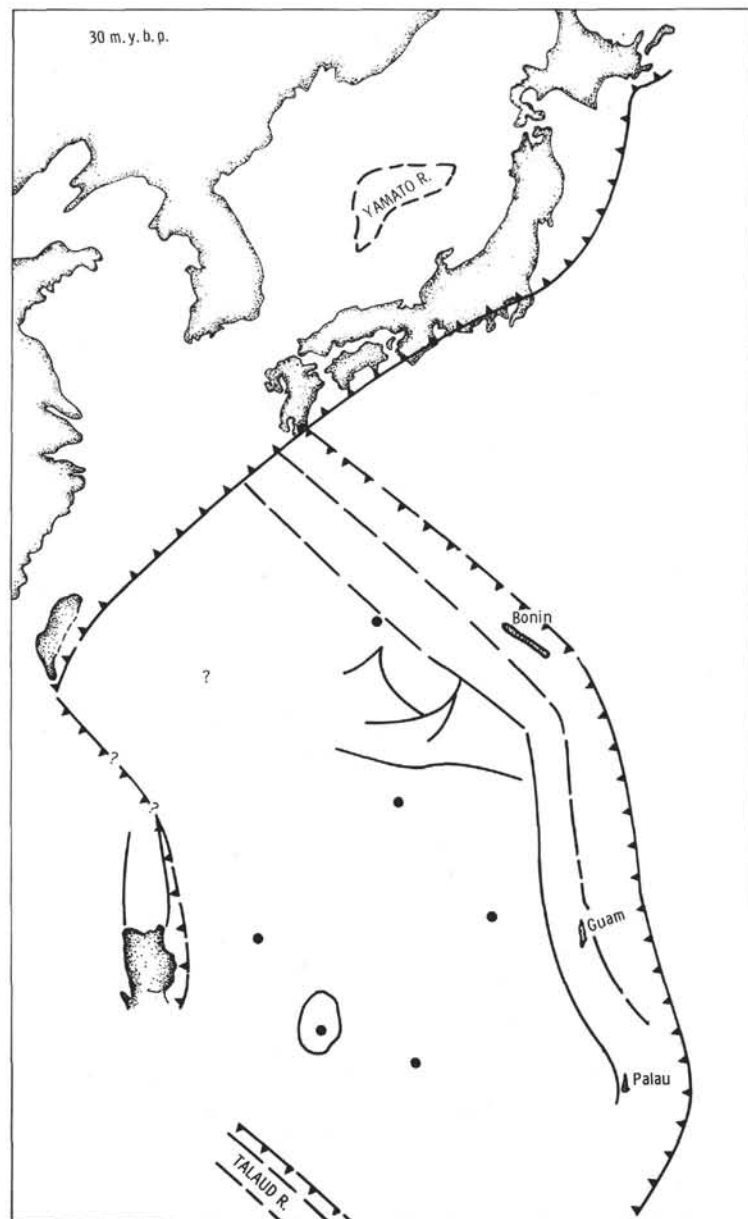 30 m.y.b.p.
YAMATO R.
Bonin
?
?
?
Guam
Palau
TALAUD R.